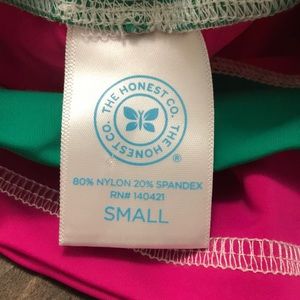 THE HONEST CO.
THE HONEST CO.
®
80% NYLON 20% SPANDEX
RN# 140421
SMALL